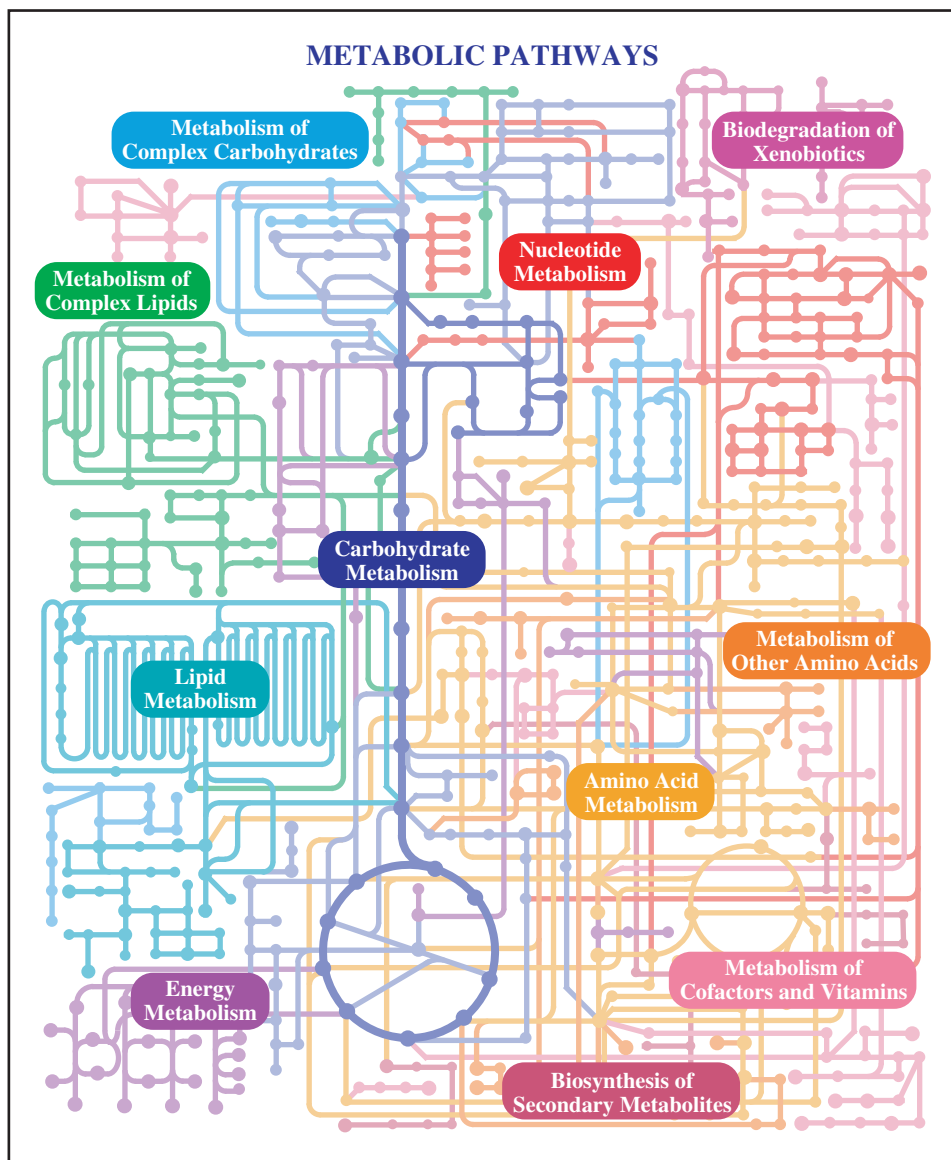 METABOLIC PATHWAYS
Metabolism of
Complex Carbohydrates
Biodegradation of
Xenobiotics
Nucleotide
Metabolism
Metabolism of
Complex Lipids
Carbohydrate
Metabolism
Metabolism of
Other Amino Acids
Lipid
Metabolism
Amino Acid
Metabolism
Metabolism of
Cofactors and Vitamins
Energy
Metabolism
Biosynthesis of
Secondary Metabolites